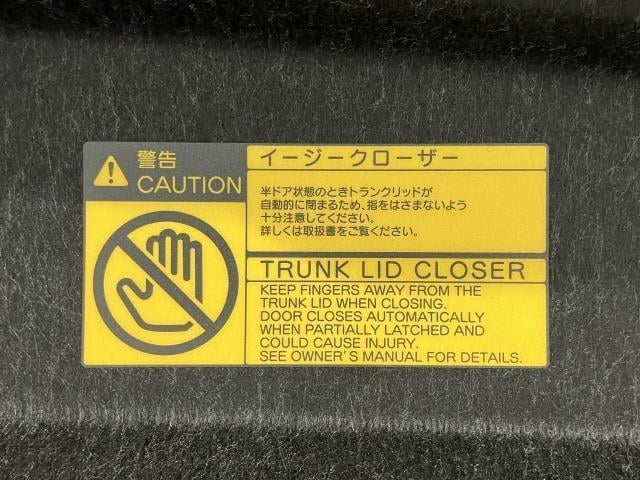 警告
CAUTION
イージークローザー
半ドア状態のときトランクリッドが
自動的に閉まるため、指をはさまないよう
十分注意してください。
詳しくは取扱書をご覧ください。
TRUNK LID CLOSER
KEEP FINGERS AWAY FROM THE
TRUNK LID WHEN CLOSING.
DOOR CLOSES AUTOMATICALLY
WHEN PARTIALLY LATCHED AND
COULD CAUSE INJURY.
SEE OWNER'S MANUAL FOR DETAILS.